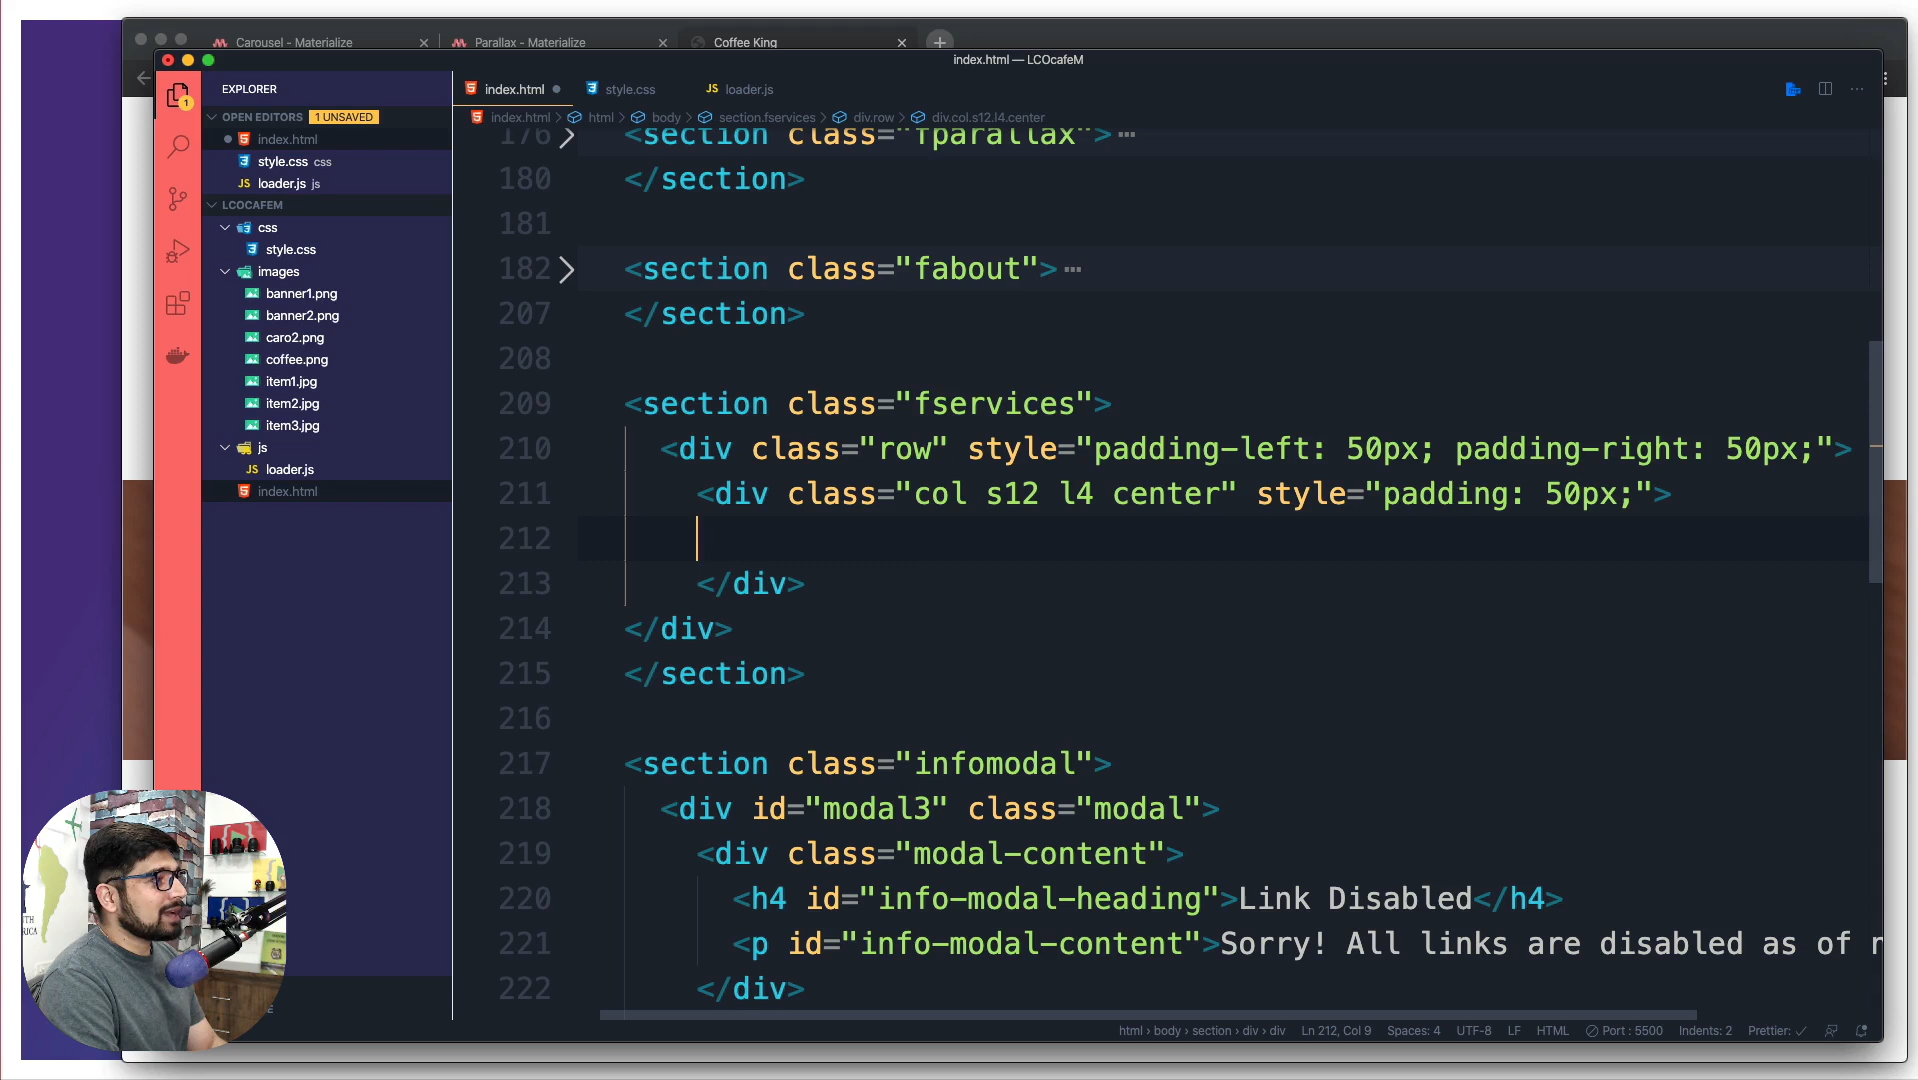 Carousel - Materialize
Parallax - Materialize
Coffee King
index.html — LCOcafeM
EXPLORER
OPEN EDITORS 1 UNSAVED
index.html
style.css css
loader.js js
LCOCAFEM
css
style.css
images
banner1.png
banner2.png
caro2.png
coffee.png
item1.jpg
item2.jpg
item3.jpg
js
loader.js
index.html
index.html
style.css
loader.js
index.html > html > body > section.fservices > div.row > div.col.s12.l4.center
176 <section class="fparallax">
180 </section>
181
182 <section class="fabout">
207 </section>
208
209 <section class="fservices">
210 <div class="row" style="padding-left: 50px; padding-right: 50px;">
211 <div class="col s12 l4 center" style="padding: 50px;">
212
213 </div>
214 </div>
215 </section>
216
217 <section class="infomodal">
218 <div id="modal3" class="modal">
219 <div class="modal-content">
220 <h4 id="info-modal-heading">Link Disabled</h4>
221 <p id="info-modal-content">Sorry! All links are disabled as of
222 </div>
html › body › section › div › div Ln 212, Col 9 Spaces: 4 UTF-8 LF HTML Port : 5500 Indents: 2 Prettier: ✓